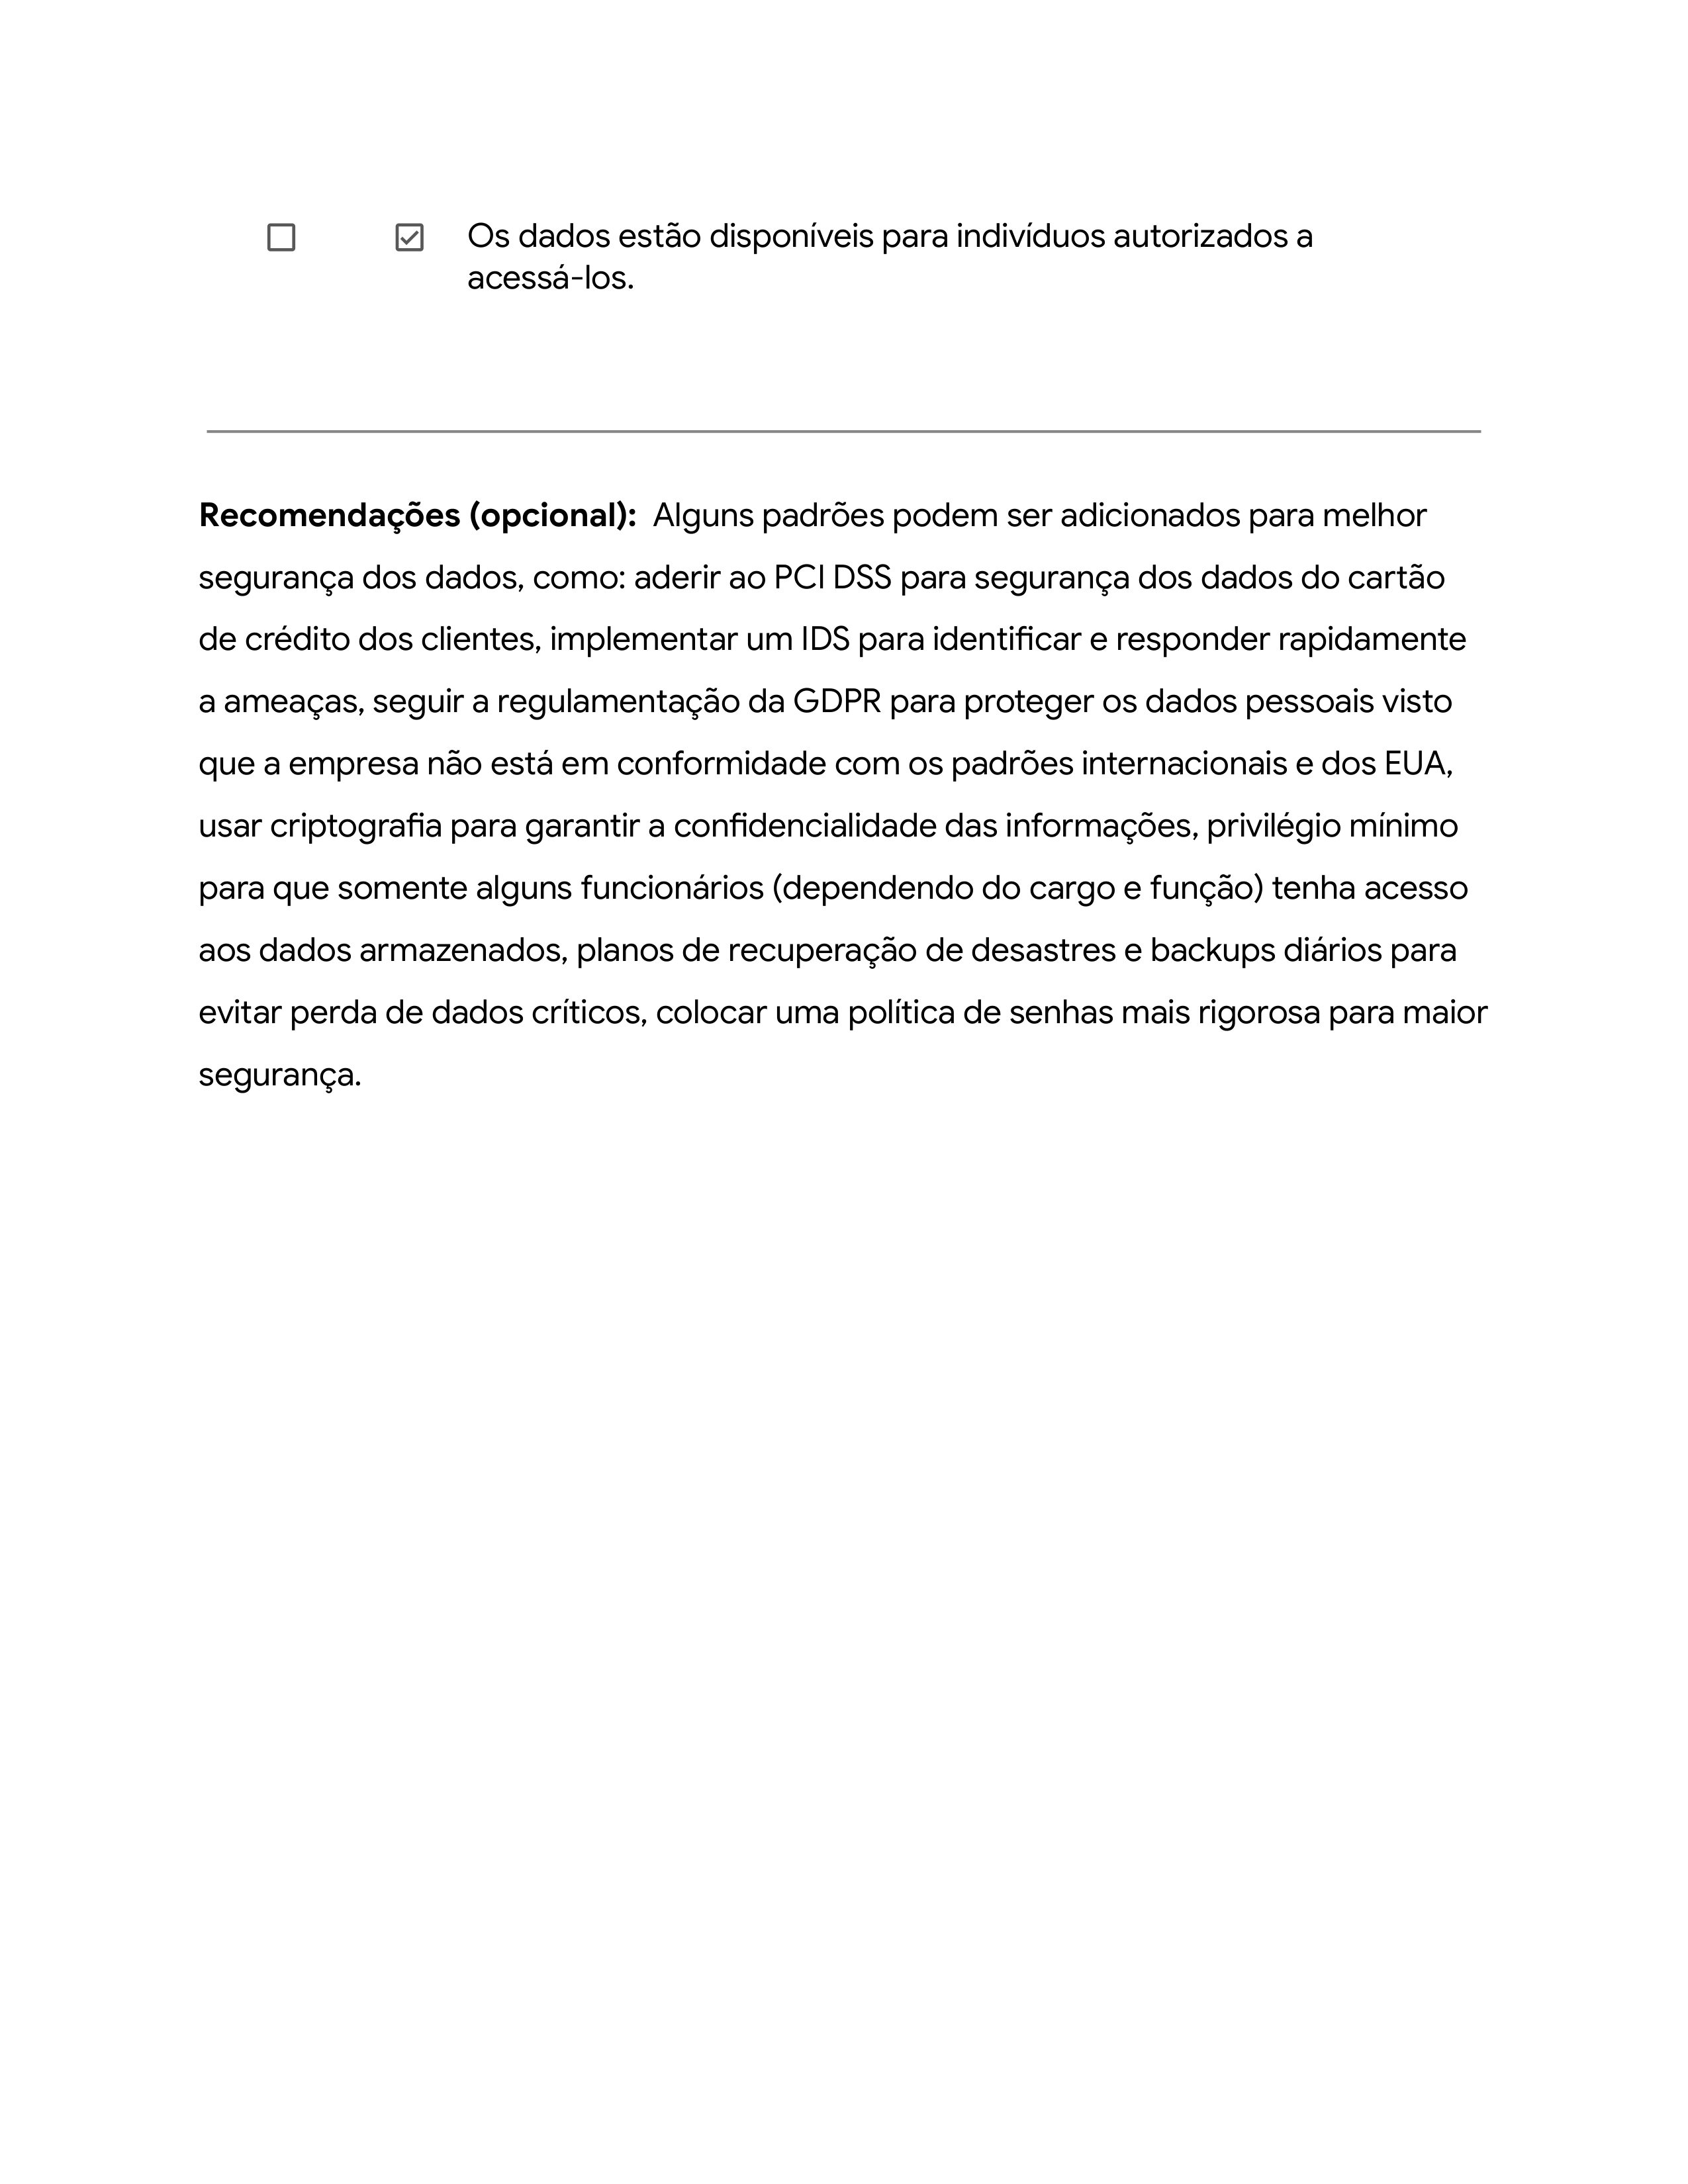 Os dados estão disponíveis para indivíduos autorizados a
acessá-los.
Recomendações (opcional): Alguns padrões podem ser adicionados para melhor
segurança dos dados, como: aderir ao PCI DSS para segurança dos dados do cartão
de crédito dos clientes, implementar um IDS para identificar e responder rapidamente
a ameaças, seguir a regulamentação da GDPR para proteger os dados pessoais visto
que a empresa não está em conformidade com os padrões internacionais e dos EUA,
usar criptografia para garantir a confidencialidade das informações, privilégio mínimo
para que somente alguns funcionários (dependendo do cargo e função) tenha acesso
aos dados armazenados, planos de recuperação de desastres e backups diários para
evitar perda de dados críticos, colocar uma política de senhas mais rigorosa para maior
segurança.